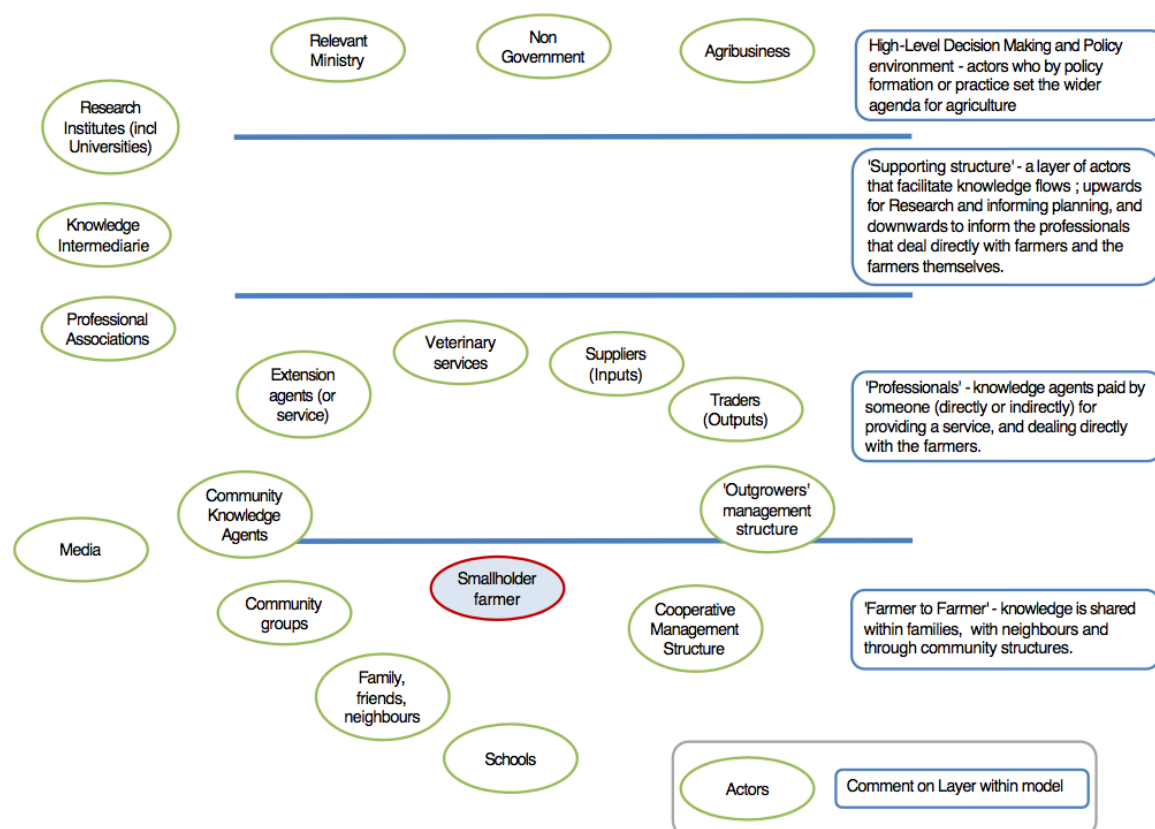 Relevant
Ministry
Non
Government
Agribusiness
High-Level Decision Making and Policy
environment - actors who by policy
formation or practice set the wider
agenda for agriculture
Research
Institutes (incl
Universities)
'Supporting structure' - a layer of actors
that facilitate knowledge flows ; upwards
for Research and informing planning, and
downwards to inform the professionals
that deal directly with farmers and the
farmers themselves.
Knowledge
Intermediarie
Professional
Associations
Veterinary
services
Suppliers
(Inputs)
Extension
agents (or
service)
Traders
(Outputs)
'Professionals' - knowledge agents paid by
someone (directly or indirectly) for
providing a service, and dealing directly
with the farmers.
Community
Knowledge
Agents
'Outgrowers'
management
structure
Media
Smallholder
farmer
Community
groups
Cooperative
Management
Structure
'Farmer to Farmer' - knowledge is shared
within families, with neighbours and
through community structures.
Family,
friends,
neighbours
Schools
Actors
Comment on Layer within model